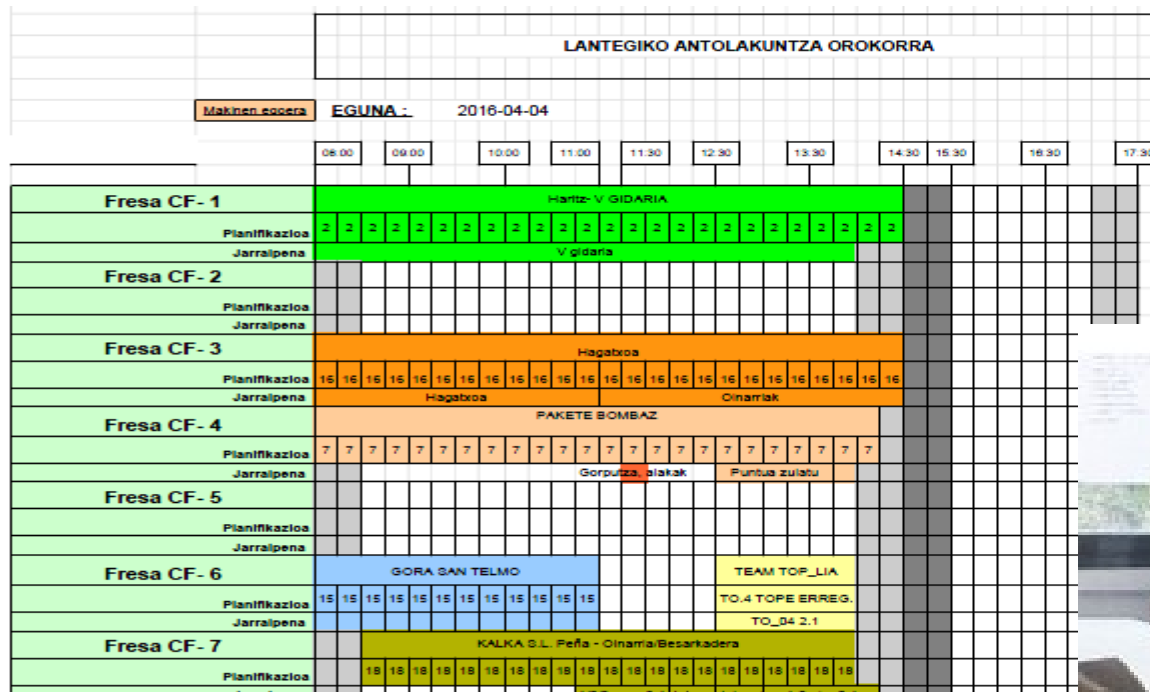 LANTEGIKO ANTOLAKUNTZA OROKORRA
Makinen egoera EGUNA : 2016-04-04
08:00 09:00 10:00 11:00 11:30 12:30 13:30 14:30 15:30 16:30 17:30
Fresa CF- 1 Haritz- V GIDARIA
Planifikazioa 2 2 2 2 2 2 2 2 2 2 2 2 2 2 2 2 2 2 2 2 2 2 2 2 2
Jarraipena V gidaria
Fresa CF- 2
Planifikazioa
Jarraipena
Fresa CF- 3 Hagatxoa
Planifikazioa 16 16 16 16 16 16 16 16 16 16 16 16 16 16 16 16 16 16 16 16 16 16 16 16 16
Jarraipena Hagatxoa Oinarriak
Fresa CF- 4 PAKETE BOMBAZ
Planifikazioa 7 7 7 7 7 7 7 7 7 7 7 7 7 7 7 7 7 7 7 7 7 7 7 7
Jarraipena Gorputza, alakak Puntua zulatu
Fresa CF- 5
Planifikazioa
Jarraipena
Fresa CF- 6 GORA SAN TELMO TEAM TOP_LIA
Planifikazioa 15 15 15 15 15 15 15 15 15 15 15 15 TO.4 TOPE ERREG.
Jarraipena TO_04 2.1
Fresa CF- 7 KALKA S.L. Peña - Oinarria/Besarkadera
Planifikazioa 18 18 18 18 18 18 18 18 18 18 18 18 18 18 18 18 18 18 18 18 18